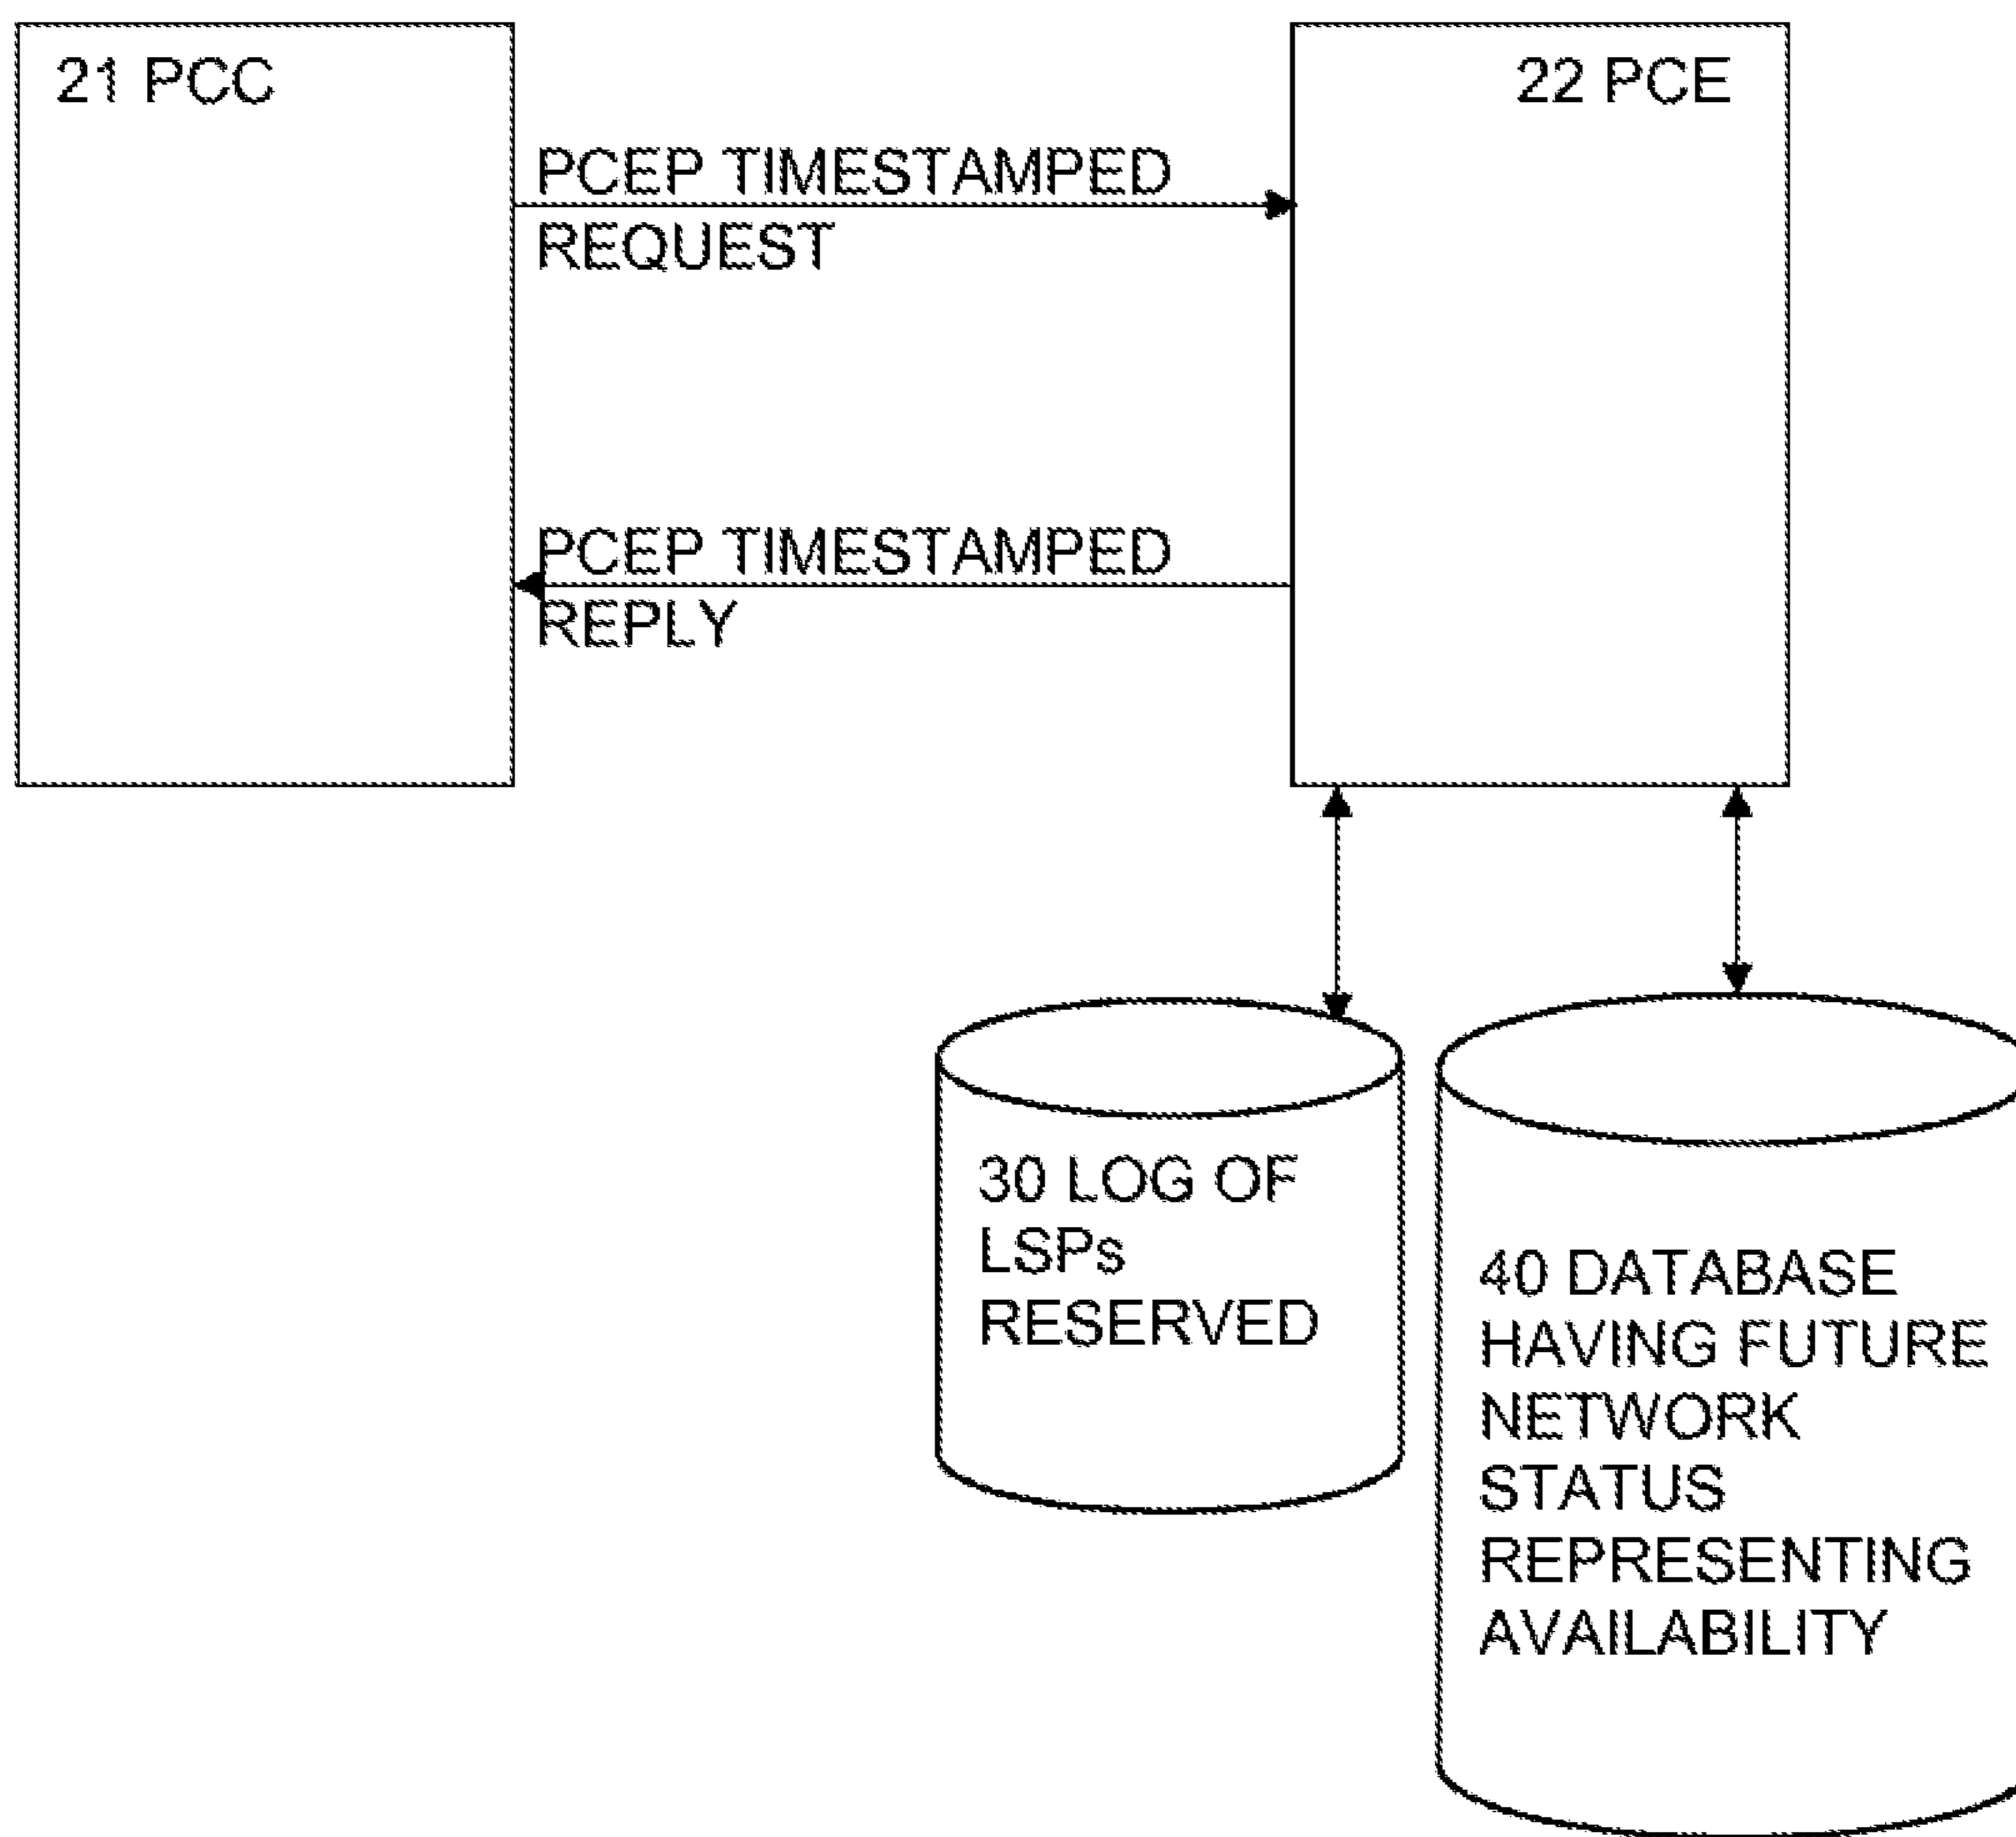 21 PCC
22 PCE
PCEP TIMESTAMPED
REQUEST
PCEP TIMESTAMPED
REPLY
30 LOG OF
LSPs
RESERVED
40 DATABASE
HAVING FUTURE
NETWORK
STATUS
REPRESENTING
AVAILABILITY